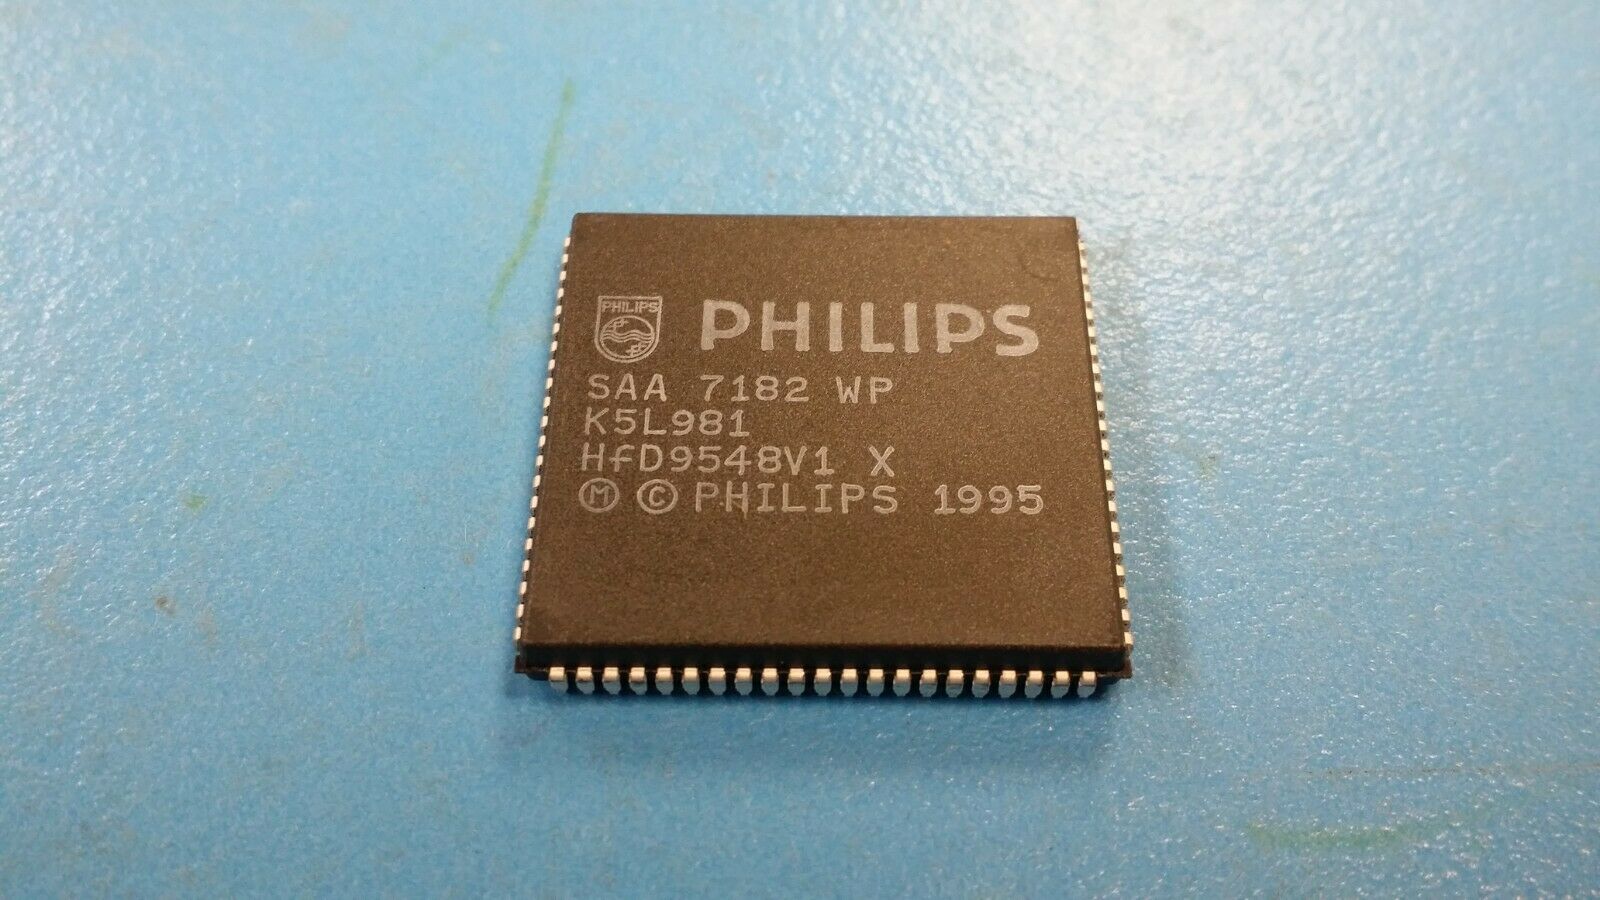 PHILIPS
PHILIPS
SAA 7182 WP
K5L981
HfD9548V1 X
Ⓜ © PHILIPS 1995